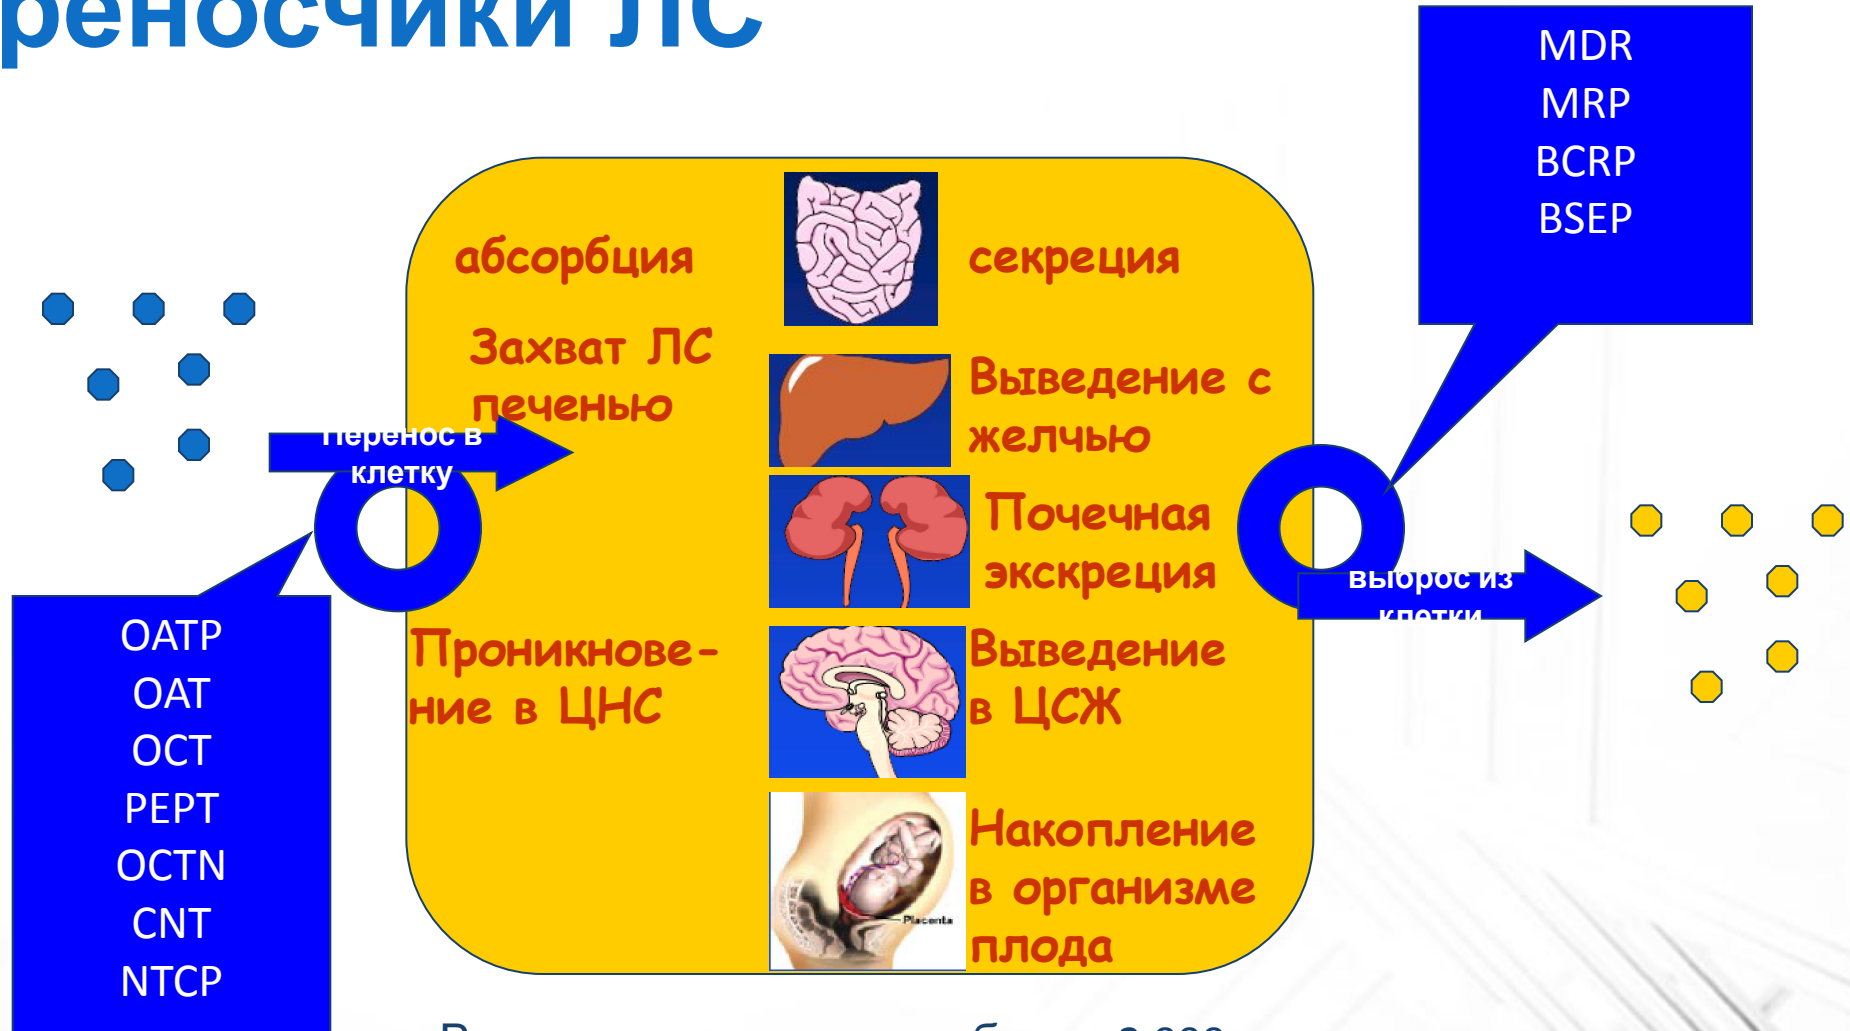 реносчики ЛС
MDR
MRP
BCRP
BSEP
абсорбция
секреция
Захват ЛС
печенью
Выведение с
желчью
Перенос в
клетку
Почечная
экскреция
выброс из
клетки
OATP
OAT
OCT
PEPT
OCTN
CNT
NTCP
Проникнове-
ние в ЦНС
Выведение
в ЦСЖ
Накопление
в организме
плода
Placenta